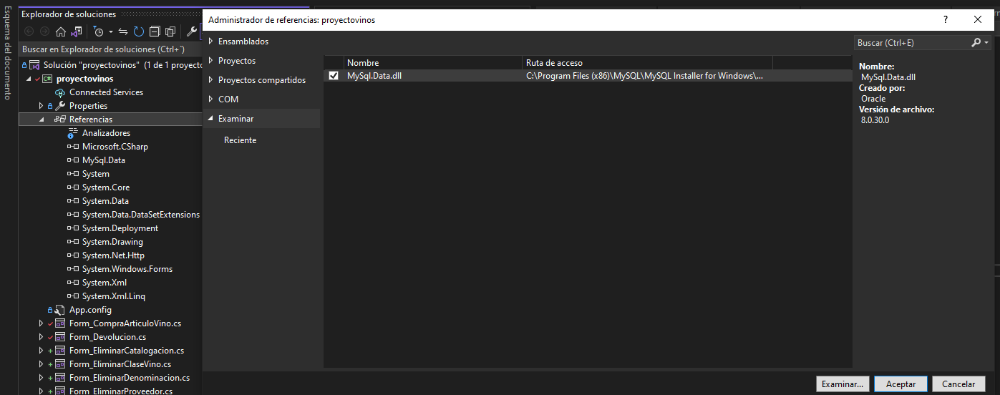 Esquema del documento
Explorador de soluciones
Buscar en Explorador de soluciones (Ctrl+`)
Solución "proyectovinos" (1 de 1 proyecto
proyectovinos
Connected Services
Properties
Referencias
Analizadores
Microsoft.CSharp
MySql.Data
System
System.Core
System.Data
System.Data.DataSetExtensions
System.Deployment
System.Drawing
System.Net.Http
System.Windows.Forms
System.Xml
System.Xml.Linq
App.config
Form_CompraArticuloVino.cs
Form_Devolucion.cs
Form_EliminarCatalogacion.cs
Form_EliminarClaseVino.cs
Form_EliminarDenominacion.cs
Form_EliminarProveedor.cs
Administrador de referencias: proyectovinos
Ensamblados
Proyectos
Proyectos compartidos
COM
Examinar
Reciente
Nombre Ruta de acceso
MySql.Data.dll C:\Program Files (x86)\MySQL\MySQL Installer for Windows\...
Buscar (Ctrl+E)
Nombre:
MySql.Data.dll
Creado por:
Oracle
Versión de archivo:
8.0.30.0
Examinar... Aceptar Cancelar